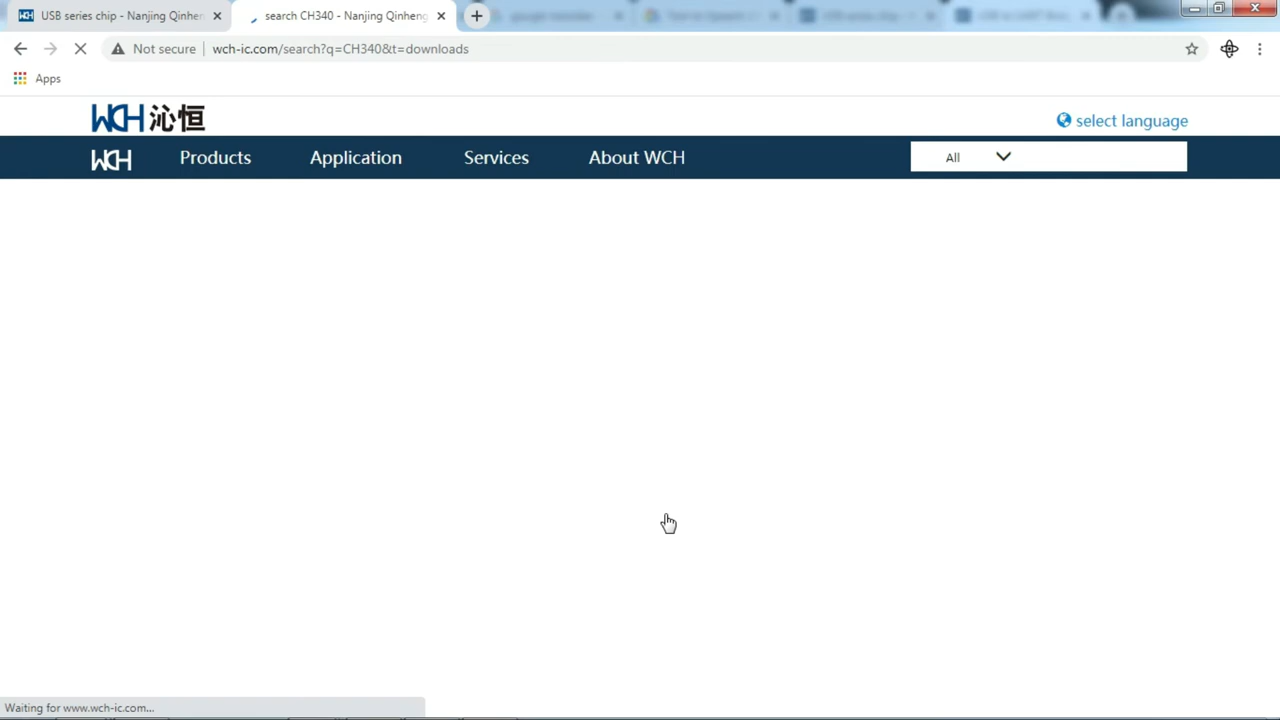 USB series chip - Nanjing Qinhen
search CH340 - Nanjing Qinheng
Not secure
wch-ic.com/search?q=CH340&t=downloads
Apps
WCH 沁恒
select language
WCH
Products
Application
Services
About WCH
All
Waiting for www.wch-ic.com...